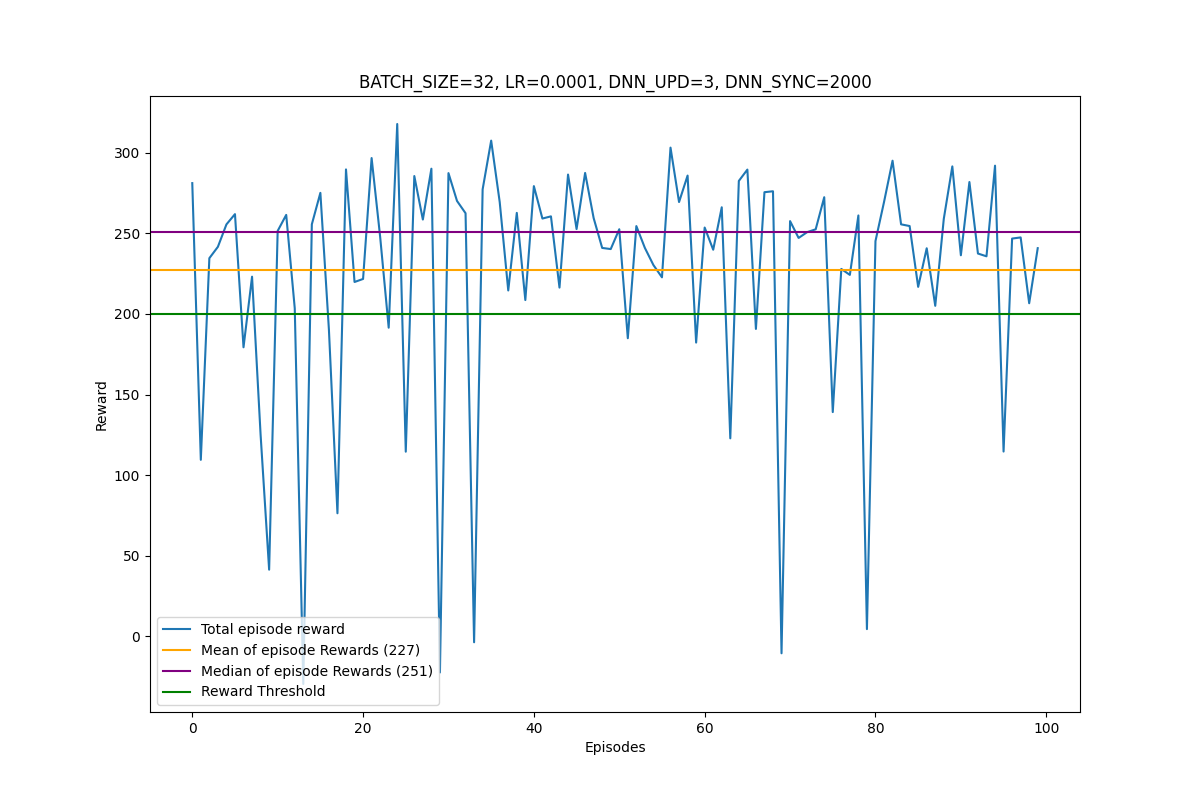 BATCH_SIZE=32, LR=0.0001, DNN_UPD=3, DNN_SYNC=2000
300
250
200
150
100
50
0
Reward
Total episode reward
Mean of episode Rewards (227)
Median of episode Rewards (251)
Reward Threshold
0 20 40 60 80 100
Episodes